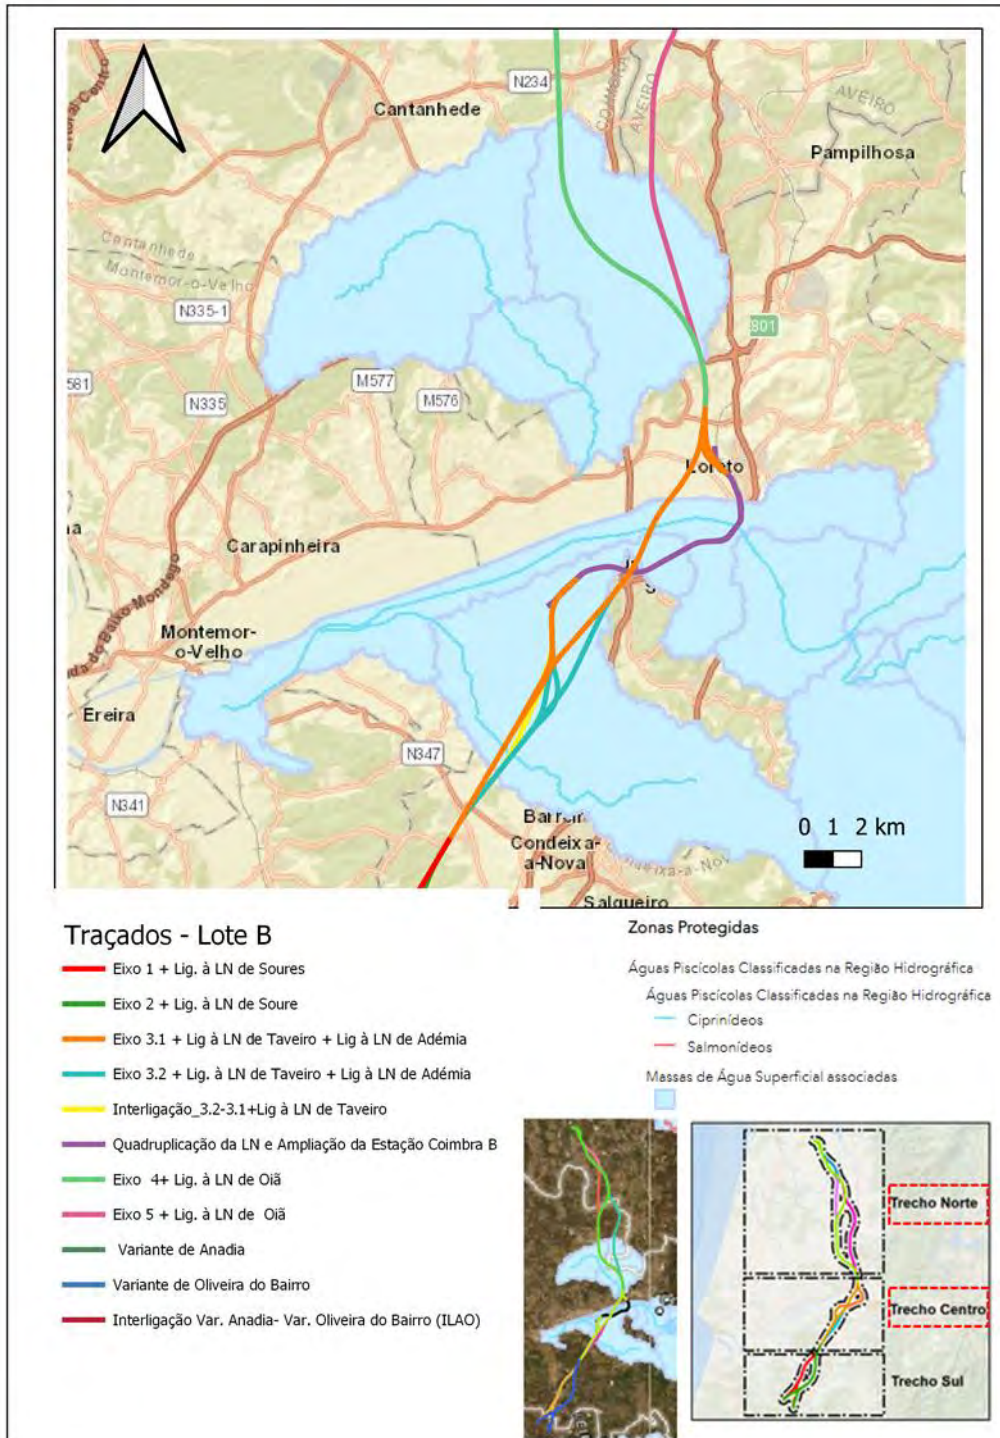 N234
COIMBRA
AVEIRO
AVEIRO
Cantanhede
Pampilhosa
Cantanhede
Montemor-o-Velho
N335-1
801
581
M577
N335
M576
Loreto
Carapinheira
Montemor-
o-Velho
Ereira
N347
N341
0 1 2 km
Condeixa-
a-Nova
Salgueiro
Traçados - Lote B
Eixo 1 + Lig. à LN de Soures
Eixo 2 + Lig. à LN de Soure
Eixo 3.1 + Lig à LN de Taveiro + Lig à LN de Adémia
Eixo 3.2 + Lig. à LN de Taveiro + Lig à LN de Adémia
Interligação_3.2-3.1+Lig à LN de Taveiro
Quadruplicação da LN e Ampliação da Estação Coimbra B
Eixo 4+ Lig. à LN de Oiã
Eixo 5 + Lig. à LN de Oiã
Variante de Anadia
Variante de Oliveira do Bairro
Interligação Var. Anadia- Var. Oliveira do Bairro (ILAO)
Zonas Protegidas
Águas Piscícolas Classificadas na Região Hidrográfica
Águas Piscícolas Classificadas na Região Hidrográfica
Ciprinídeos
Salmonídeos
Massas de Água Superficial associadas
Trecho Norte
Trecho Centro
Trecho Sul